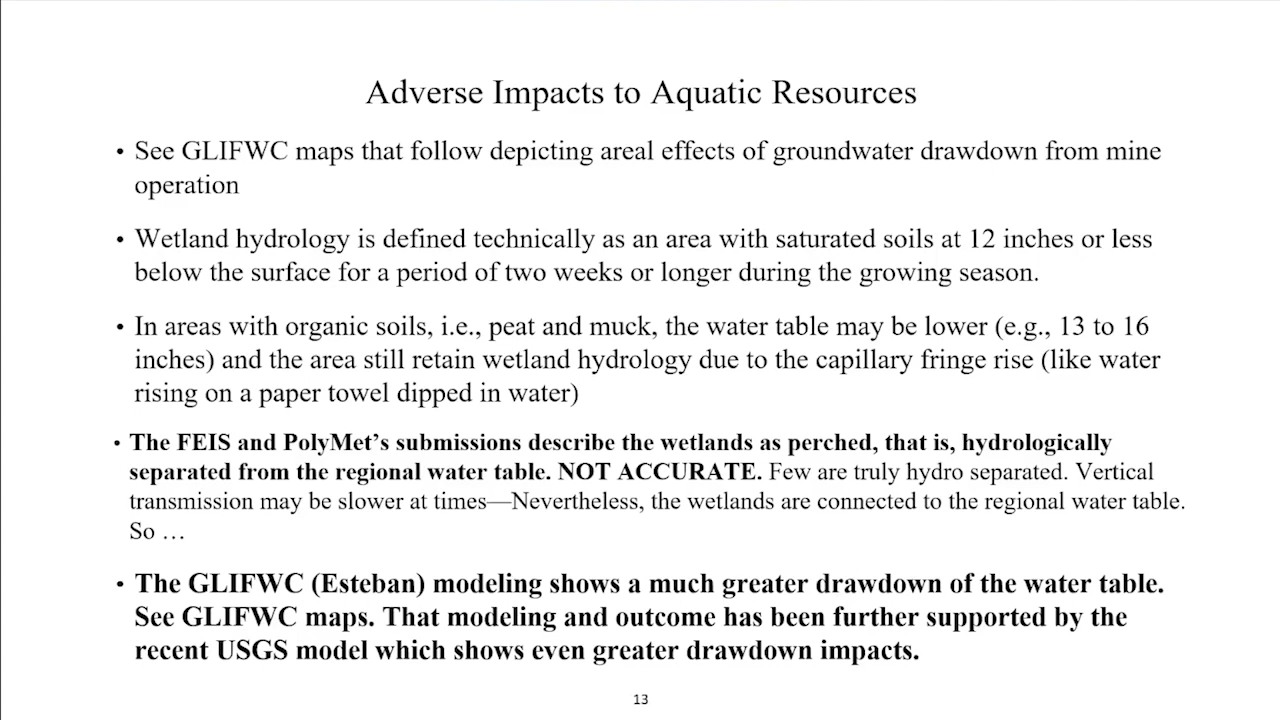 Adverse Impacts to Aquatic Resources
• See GLIFWC maps that follow depicting areal effects of groundwater drawdown from mine
operation
• Wetland hydrology is defined technically as an area with saturated soils at 12 inches or less
below the surface for a period of two weeks or longer during the growing season.
• In areas with organic soils, i.e., peat and muck, the water table may be lower (e.g., 13 to 16
inches) and the area still retain wetland hydrology due to the capillary fringe rise (like water
rising on a paper towel dipped in water)
• The FEIS and PolyMet’s submissions describe the wetlands as perched, that is, hydrologically
separated from the regional water table. NOT ACCURATE. Few are truly hydro separated. Vertical
transmission may be slower at times—Nevertheless, the wetlands are connected to the regional water table.
So …
• The GLIFWC (Esteban) modeling shows a much greater drawdown of the water table.
See GLIFWC maps. That modeling and outcome has been further supported by the
recent USGS model which shows even greater drawdown impacts.
13